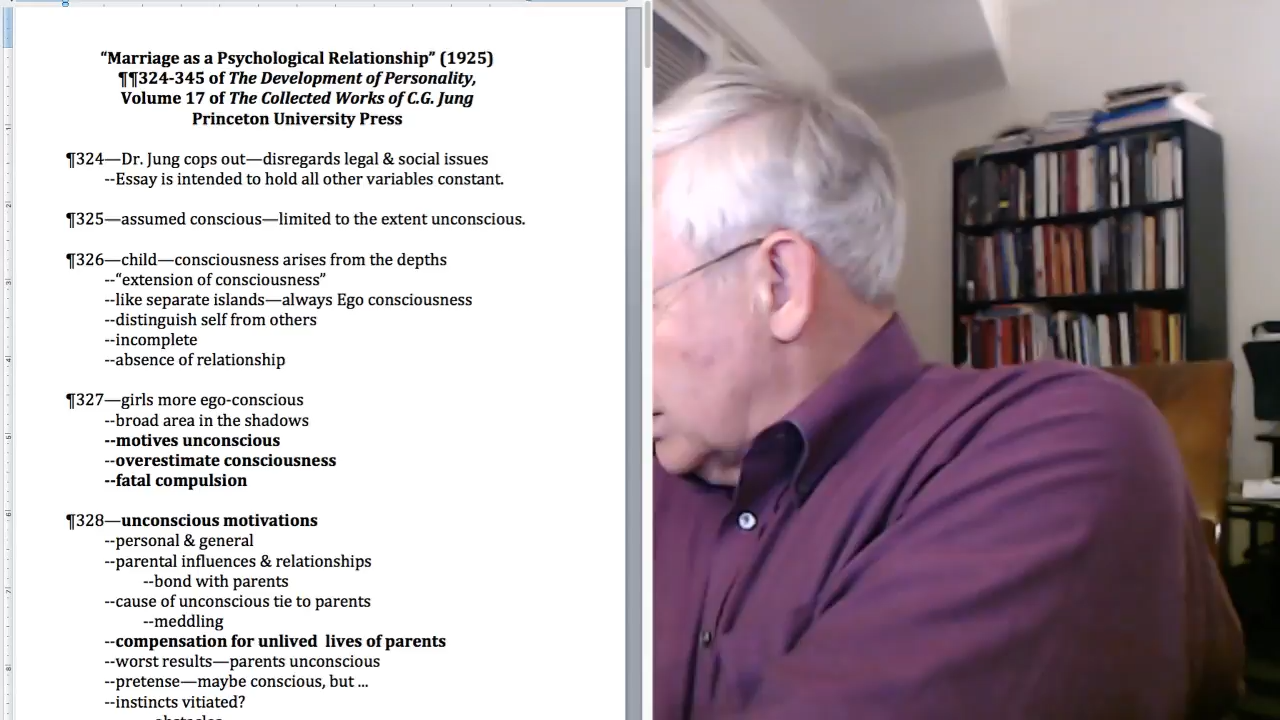 “Marriage as a Psychological Relationship” (1925)
¶¶324-345 of The Development of Personality,
Volume 17 of The Collected Works of C.G. Jung
Princeton University Press
¶324—Dr. Jung cops out—disregards legal & social issues
--Essay is intended to hold all other variables constant.
¶325—assumed conscious—limited to the extent unconscious.
¶326—child—consciousness arises from the depths
--“extension of consciousness”
--like separate islands—always Ego consciousness
--distinguish self from others
--incomplete
--absence of relationship
¶327—girls more ego-conscious
--broad area in the shadows
--motives unconscious
--overestimate consciousness
--fatal compulsion
¶328—unconscious motivations
--personal & general
--parental influences & relationships
--bond with parents
--cause of unconscious tie to parents
--meddling
--compensation for unlived  lives of parents
--worst results—parents unconscious
--pretense—maybe conscious, but ...
--instincts vitiated?